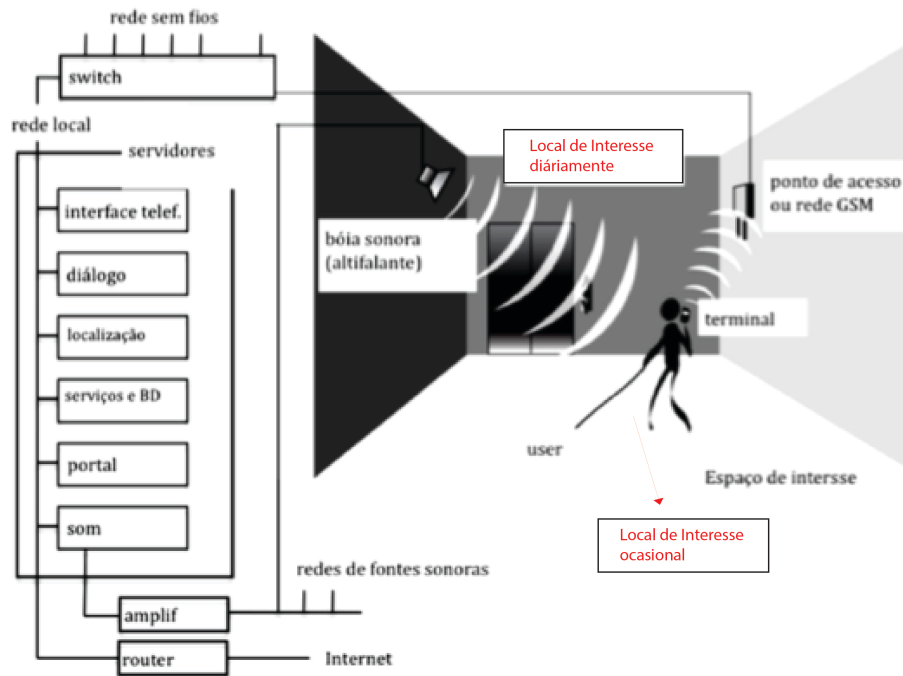 rede sem fios
switch
rede local
servidores
interface telef.
diálogo
localização
serviços e BD
portal
som
amplif
router
Internet
redes de fontes sonoras
bóia sonora
(altifalante)
Local de Interesse
diáriamente
ponto de acesso
ou rede GSM
terminal
user
Espaço de intersse
Local de Interesse
ocasional